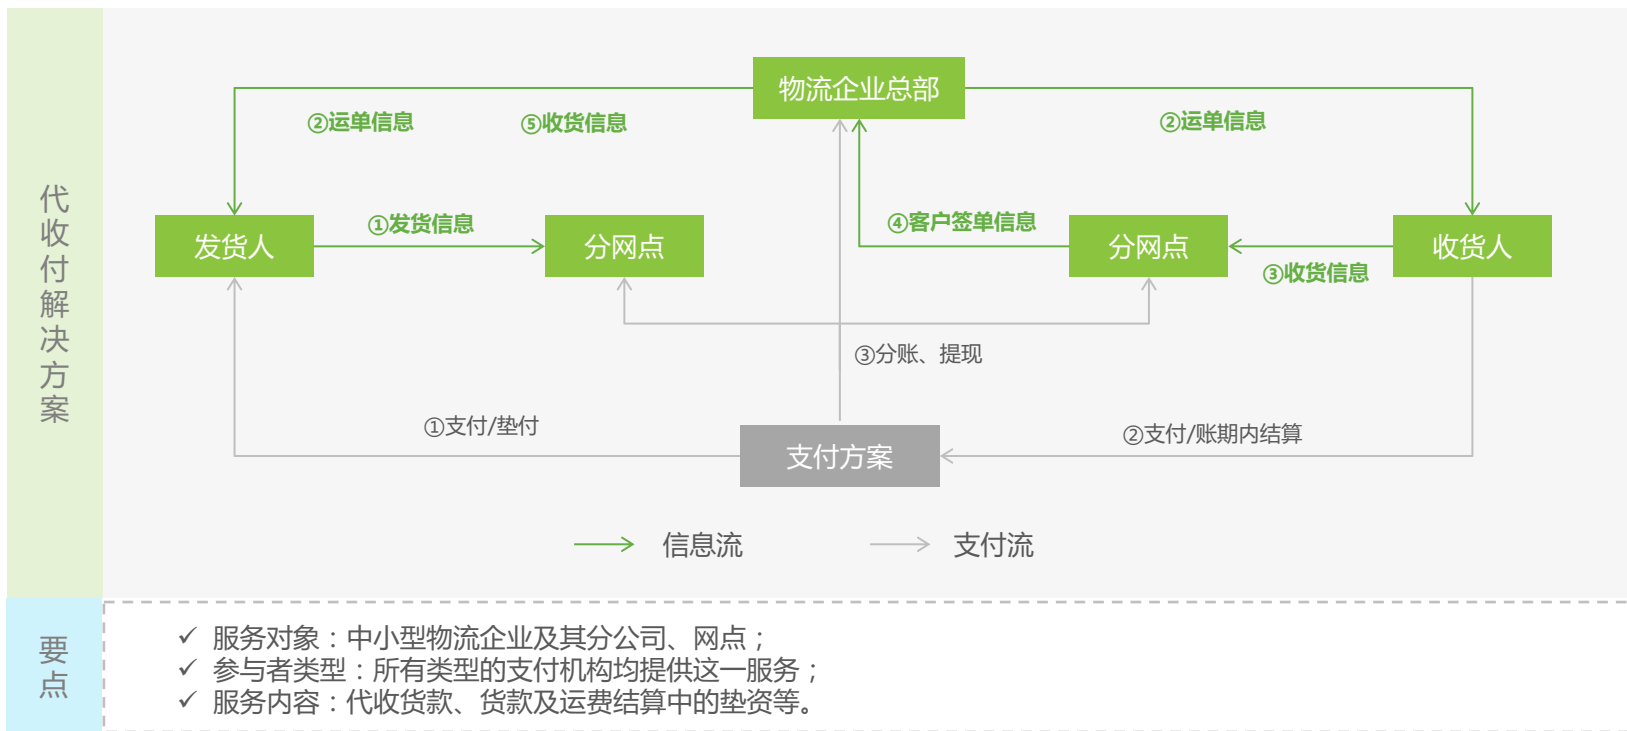 代收付解决方案
物流企业总部
②运单信息
⑤收货信息
②运单信息
发货人
①发货信息
分网点
④客户签单信息
分网点
③收货信息
收货人
③分账、提现
①支付/垫付
支付方案
②支付/账期内结算
信息流
支付流
要点
✓ 服务对象：中小型物流企业及其分公司、网点；
✓ 参与者类型：所有类型的支付机构均提供这一服务；
✓ 服务内容：代收货款、货款及运费结算中的垫资等。